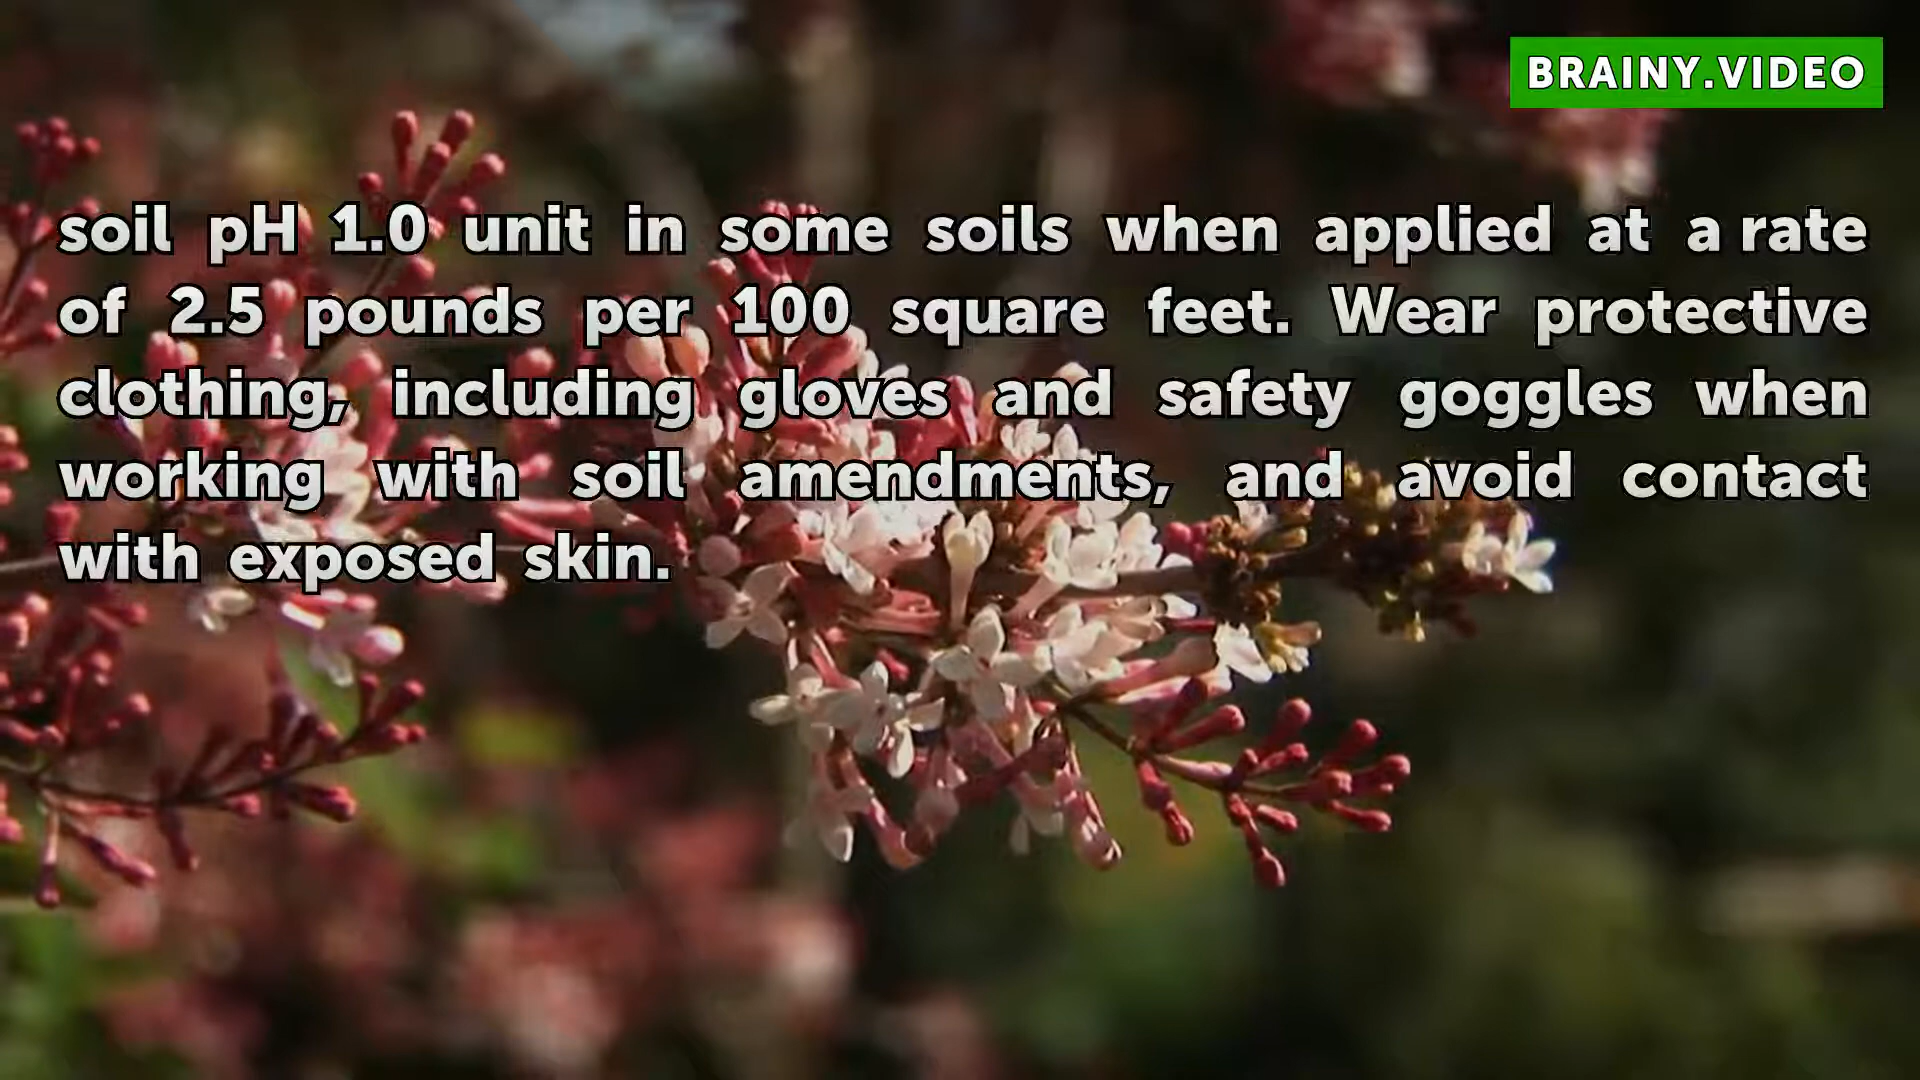 BRAINY.VIDEO
soil pH 1.0 unit in some soils when applied at a rate
of 2.5 pounds per 100 square feet. Wear protective
clothing, including gloves and safety goggles when
working with soil amendments, and avoid contact
with exposed skin.